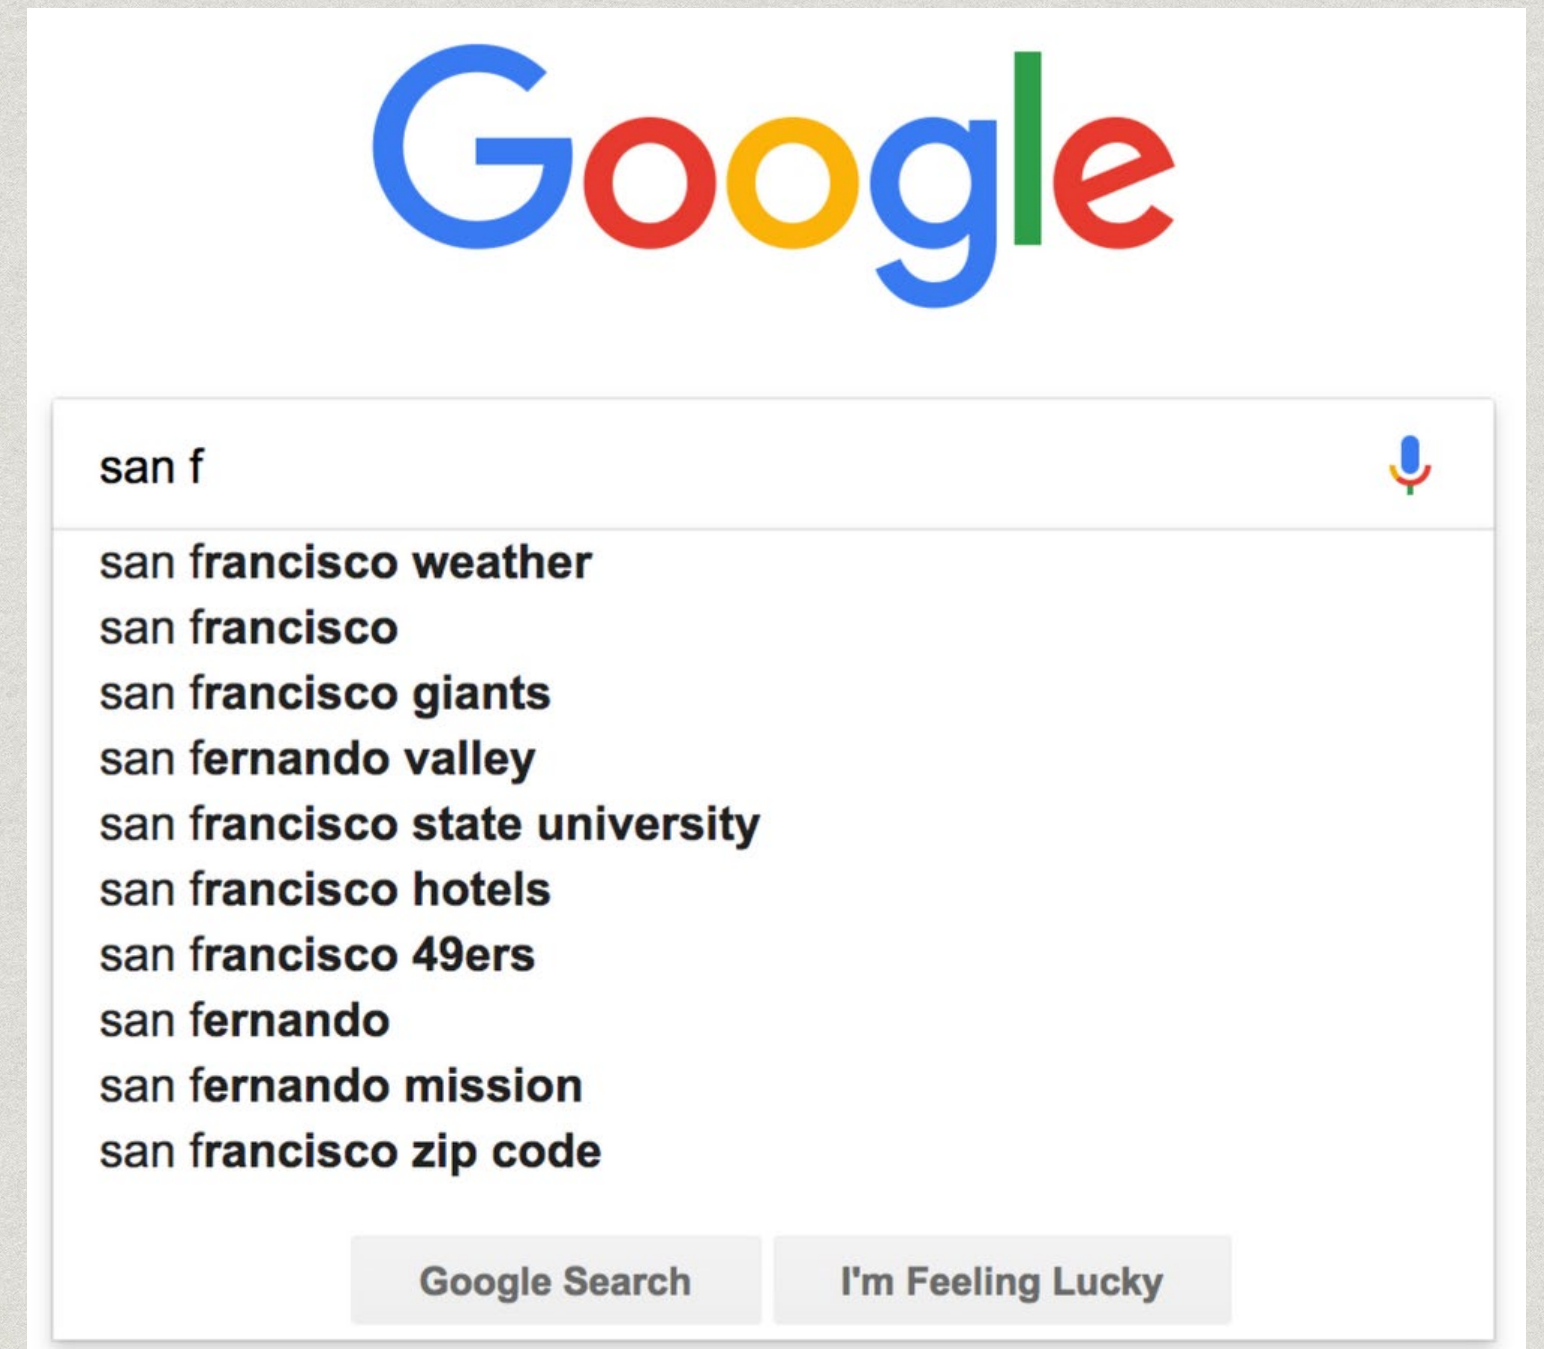 Google
san f
san francisco weather
san francisco
san francisco giants
san fernando valley
san francisco state university
san francisco hotels
san francisco 49ers
san fernando
san fernando mission
san francisco zip code
Google Search I'm Feeling Lucky